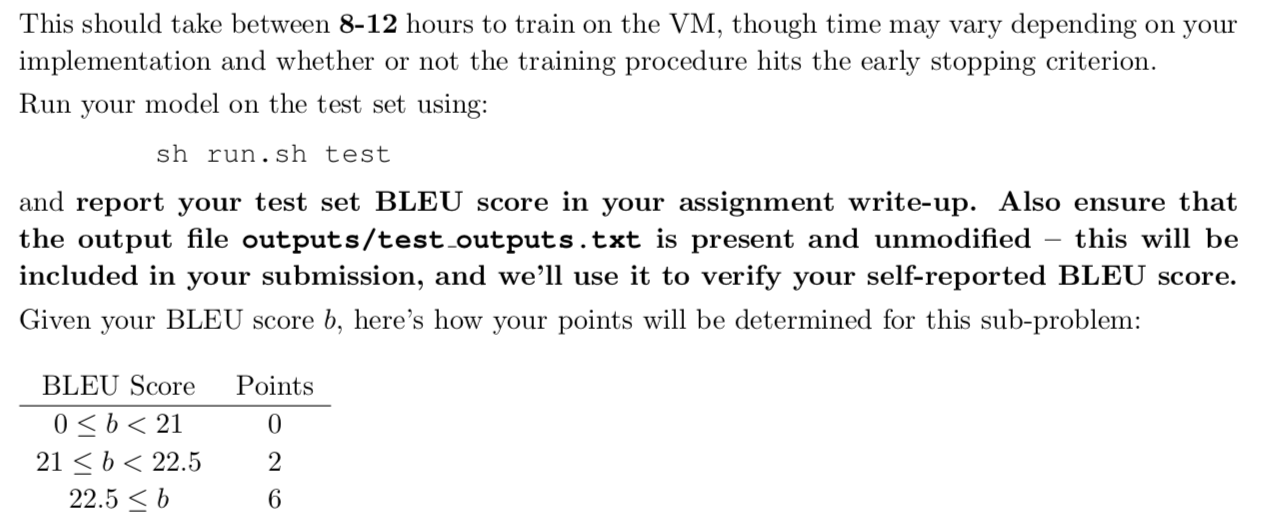 This should take between 8-12 hours to train on the VM, though time may vary depending on your
implementation and whether or not the training procedure hits the early stopping criterion.
Run your model on the test set using:
sh run.sh test
and report your test set BLEU score in your assignment write-up. Also ensure that
the output file outputs/test_outputs.txt is present and unmodified – this will be
included in your submission, and we'll use it to verify your self-reported BLEU score.
Given your BLEU score b, here's how your points will be determined for this sub-problem:
BLEU Score Points
0 ≤ b < 21 0
21 ≤ b < 22.5 2
22.5 ≤ b 6